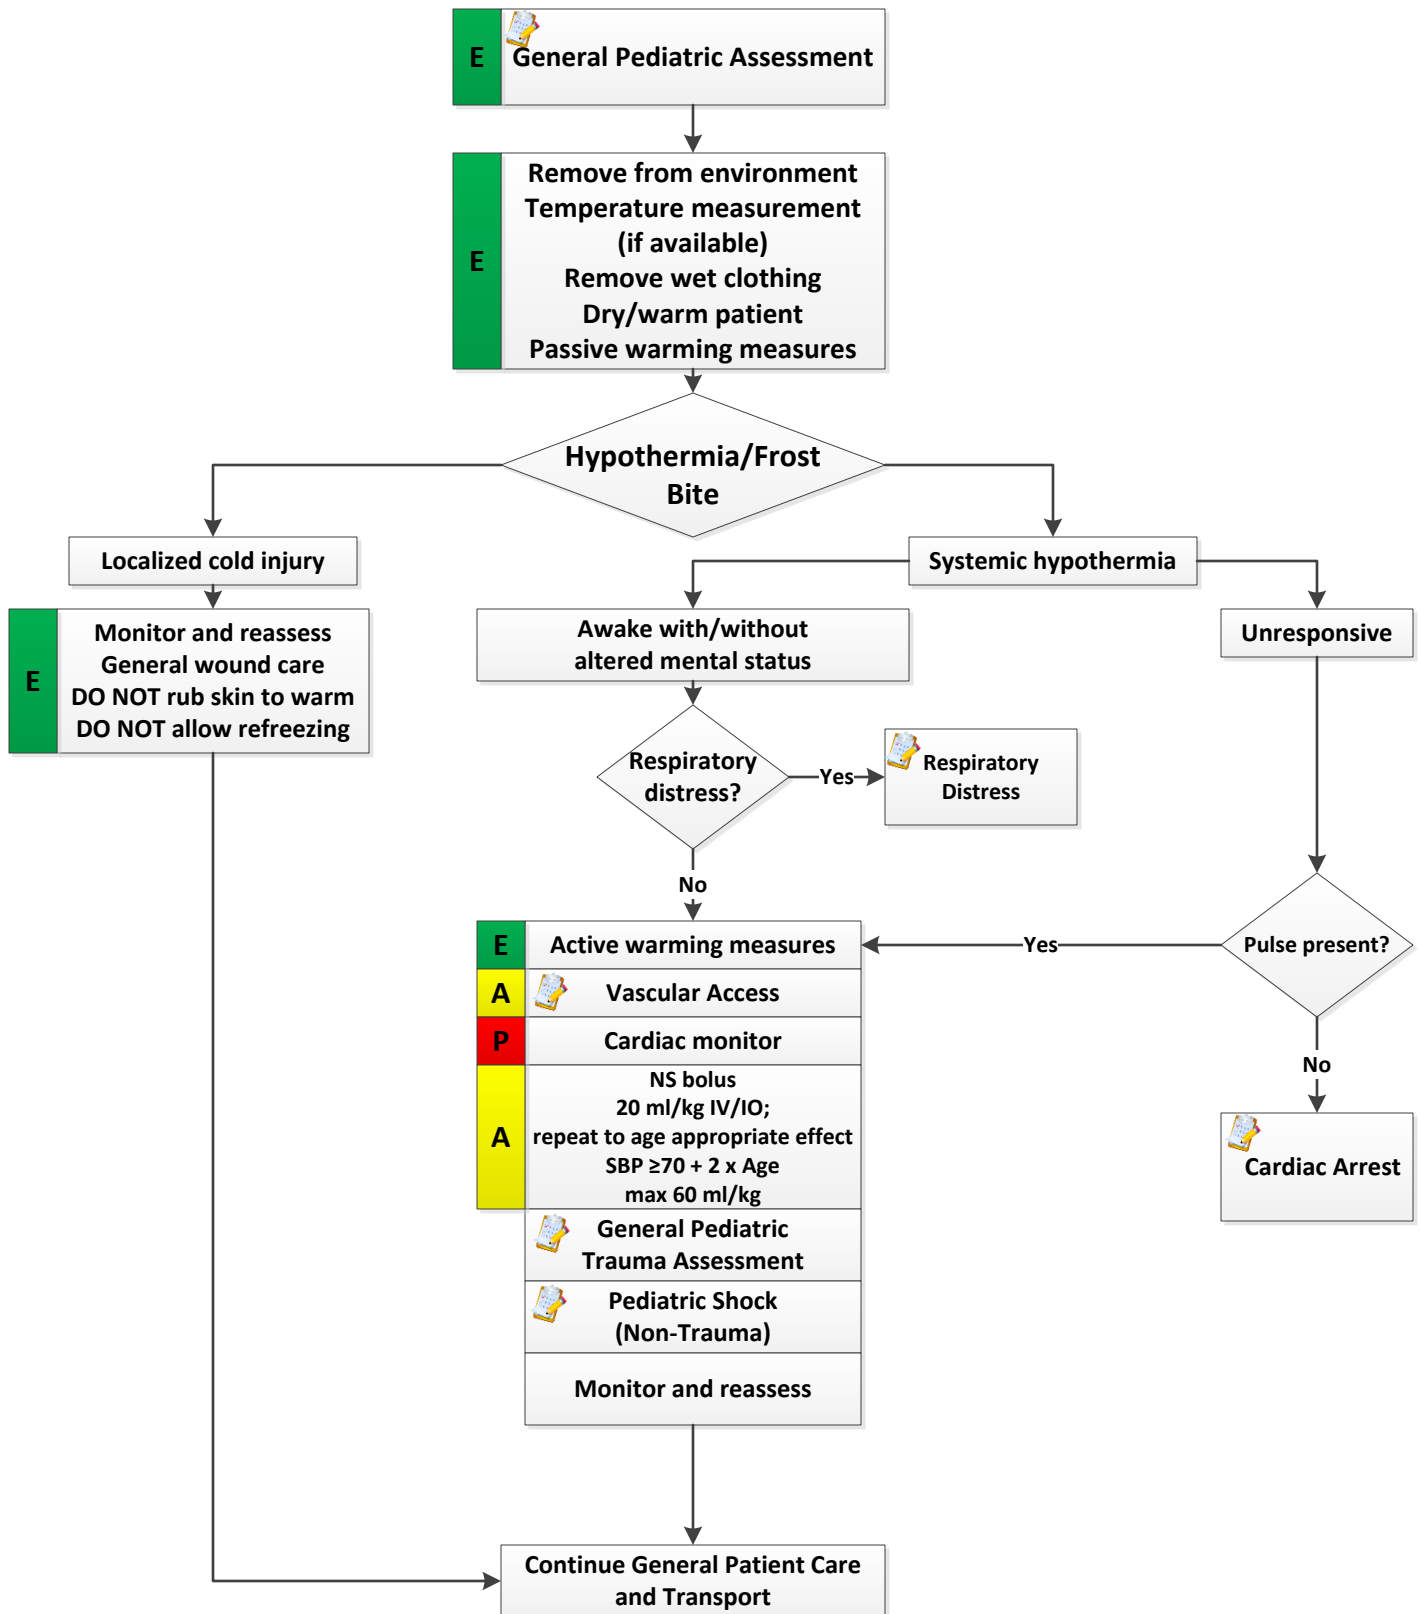 E
General Pediatric Assessment
E
Remove from environment
Temperature measurement
(if available)
Remove wet clothing
Dry/warm patient
Passive warming measures
Hypothermia/Frost
Bite
Localized cold injury
E
Monitor and reassess
General wound care
DO NOT rub skin to warm
DO NOT allow refreezing
Systemic hypothermia
Awake with/without
altered mental status
Unresponsive
Respiratory
distress?
Yes
Respiratory
Distress
No
Pulse present?
Yes
No
Cardiac Arrest
E
Active warming measures
A
Vascular Access
P
Cardiac monitor
A
NS bolus
20 ml/kg IV/IO;
repeat to age appropriate effect
SBP ≥70 + 2 x Age
max 60 ml/kg
General Pediatric
Trauma Assessment
Pediatric Shock
(Non-Trauma)
Monitor and reassess
Continue General Patient Care
and Transport